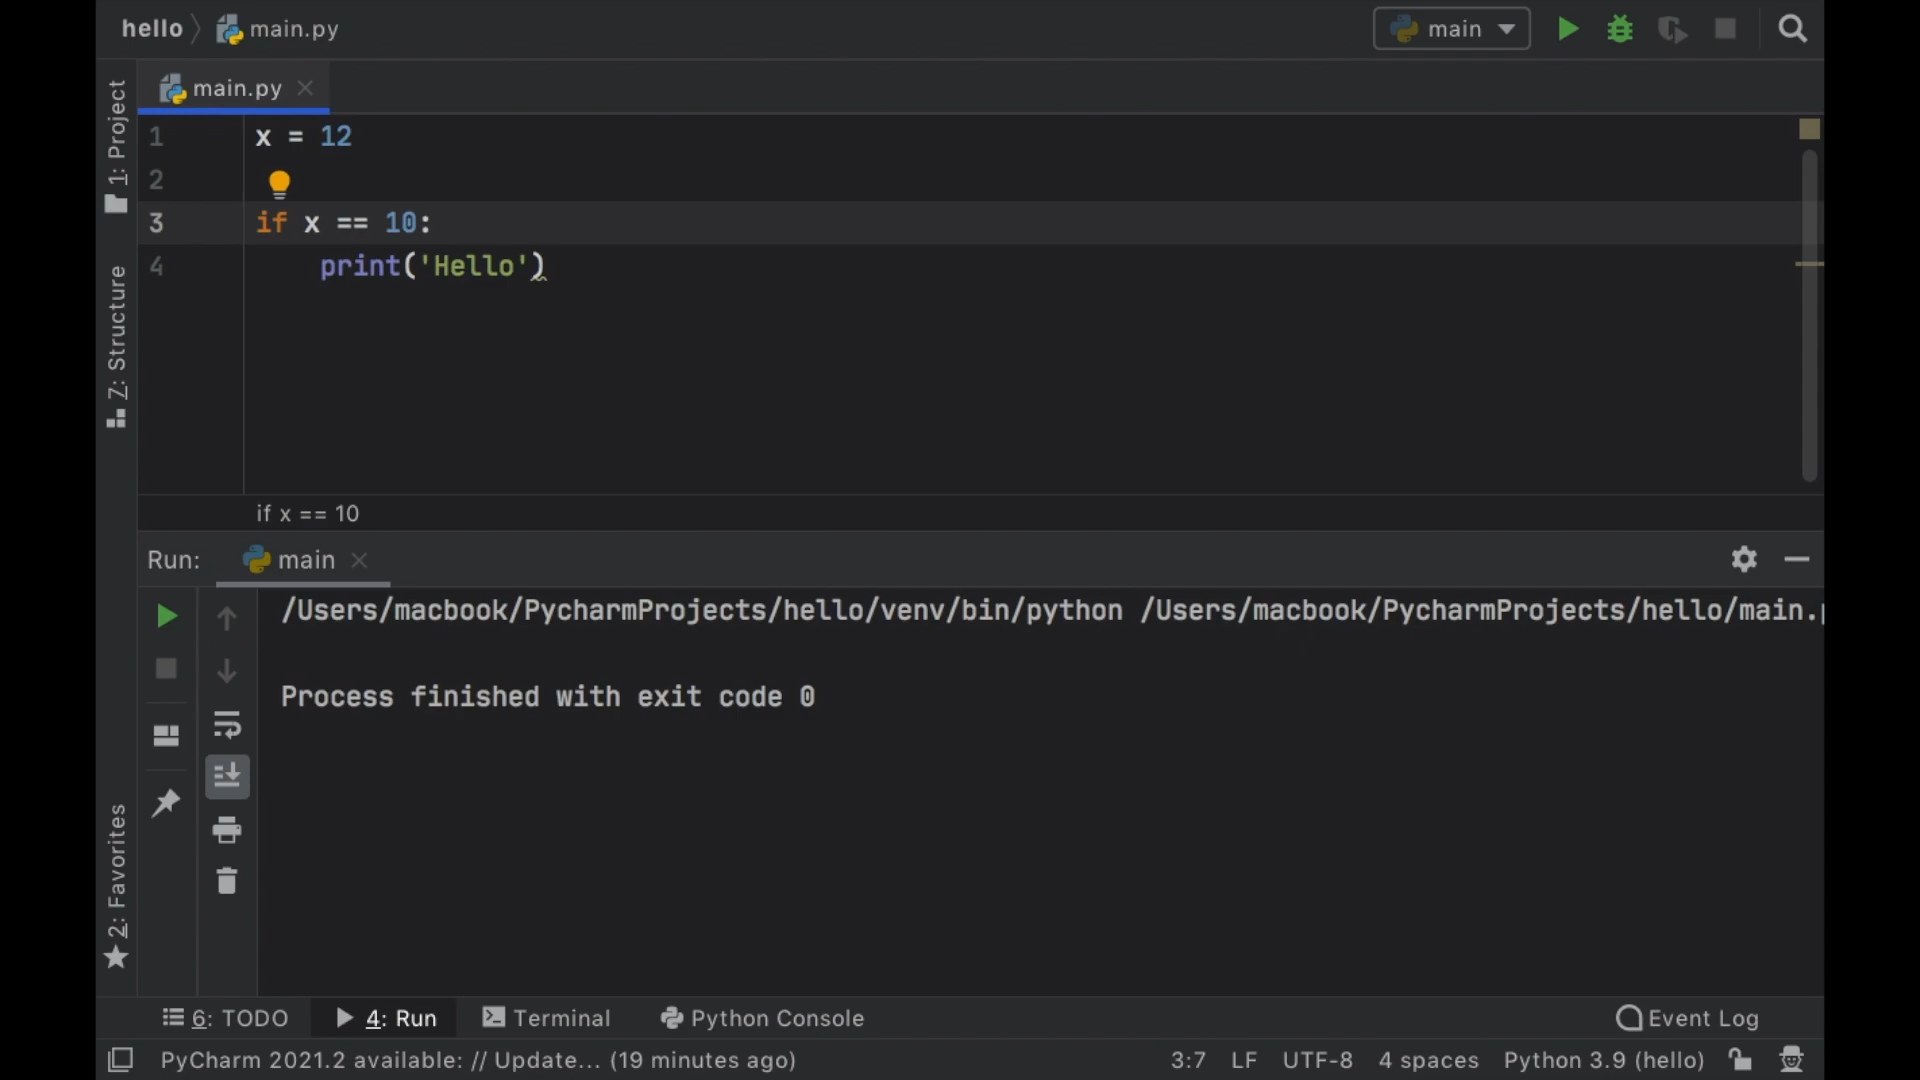 hello main.py main
main.py
1: Project
1 x = 12
2
3 if x == 10:
4 print('Hello')
7: Structure
if x == 10
Run: main
/Users/macbook/PycharmProjects/hello/venv/bin/python /Users/macbook/PycharmProjects/hello/main.
Process finished with exit code 0
2: Favorites
6: TODO 4: Run Terminal Python Console Event Log
PyCharm 2021.2 available: // Update... (19 minutes ago) 3:7 LF UTF-8 4 spaces Python 3.9 (hello)